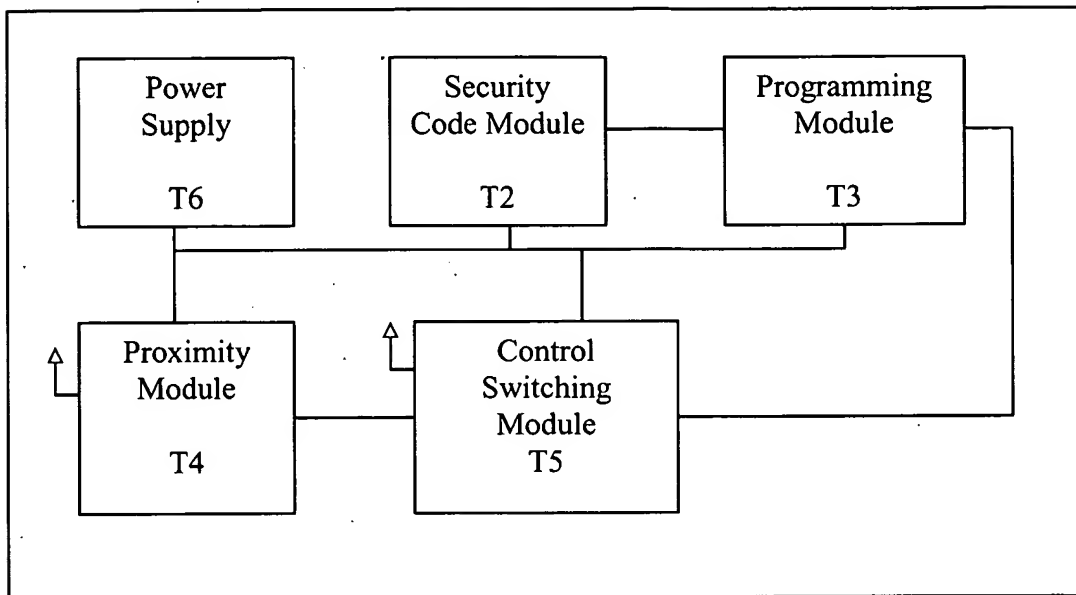 Power
Supply
T6
Security
Code Module
T2
Programming
Module
T3
Proximity
Module
T4
Control
Switching
Module
T5